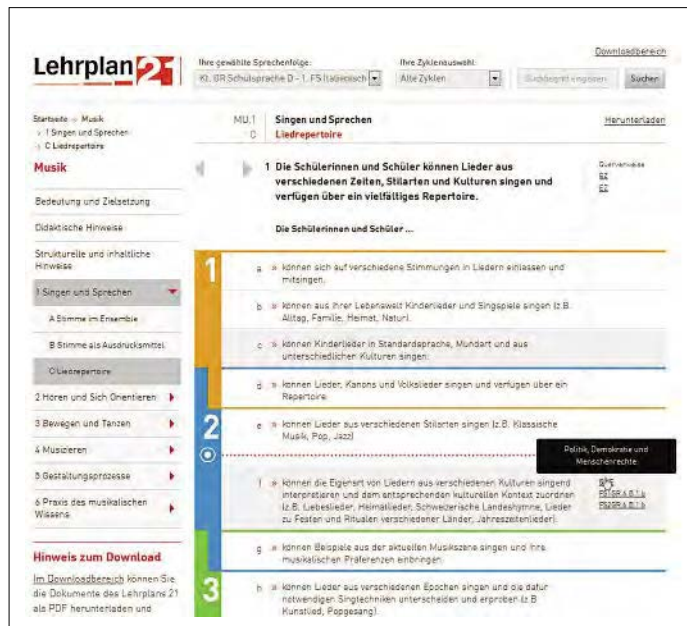 Downloadbereich
Lehrplan 21
Ihre gewählte Sprachenfolge:
Ihre Zyklenauswahl:
Kt. GR Schulsprache D - 1. FS Italienisch
Alle Zyklen
Suchbegriff eingeben
Suchen
Startseite » Musik
» 1 Singen und Sprechen
» C Liedrepertoire
MU.1
Singen und Sprechen
C
Liedrepertoire
Herunterladen
Musik
Bedeutung und Zielsetzung
Didaktische Hinweise
Strukturelle und inhaltliche
Hinweise
1 Singen und Sprechen
A Stimme im Ensemble
B Stimme als Ausdrucksmittel
C Liedrepertoire
2 Hören und Sich Orientieren
3 Bewegen und Tanzen
4 Musizieren
5 Gestaltungsprozesse
6 Praxis des musikalischen
Wissens
Hinweis zum Download
Im Downloadbereich können Sie
die Dokumente des Lehrplans 21
als PDF herunterladen und
1 Die Schülerinnen und Schüler können Lieder aus
verschiedenen Zeiten, Stilarten und Kulturen singen und
verfügen über ein vielfältiges Repertoire.
Querverweise
EZ
EZ
Die Schülerinnen und Schüler ...
1
a » können sich auf verschiedene Stimmungen in Liedern einlassen und
mitsingen.
b » können aus ihrer Lebenswelt Kinderlieder und Singspiele singen (z.B.
Alltag, Familie, Heimat, Natur).
c » können Kinderlieder in Standardsprache, Mundart und aus
unterschiedlichen Kulturen singen.
d » können Lieder, Kanons und Volkslieder singen und verfügen über ein
Repertoire.
2
e » können Lieder aus verschiedenen Stilarten singen (z.B. Klassische
Musik, Pop, Jazz).
Politik, Demokratie und
Menschenrechte
f » können die Eigenart von Liedern aus verschiedenen Kulturen singend
interpretieren und dem entsprechenden kulturellen Kontext zuordnen
(z.B. Liebeslieder, Heimatlieder, Schweizerische Landeshymne, Lieder
zu Festen und Ritualen verschiedener Länder, Jahreszeitenlieder).
g » können Beispiele aus der aktuellen Musikszene singen und ihre
musikalischen Präferenzen einbringen.
3
h » können Lieder aus verschiedenen Epochen singen und die dafür
notwendigen Singtechniken unterscheiden und erproben (z.B.
Kunstlied, Popgesang).